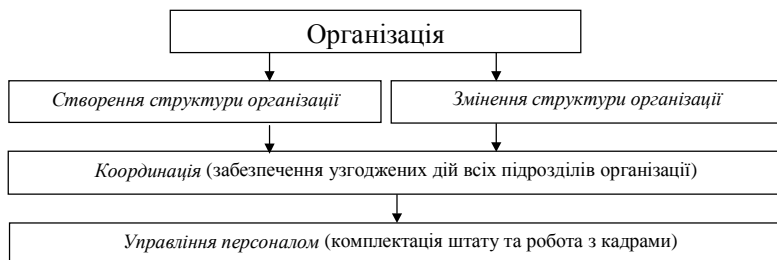 Організація
Створення структури організації
Змінення структури організації
Координація (забезпечення узгоджених дій всіх підрозділів організації)
Управління персоналом (комплектація штату та робота з кадрами)